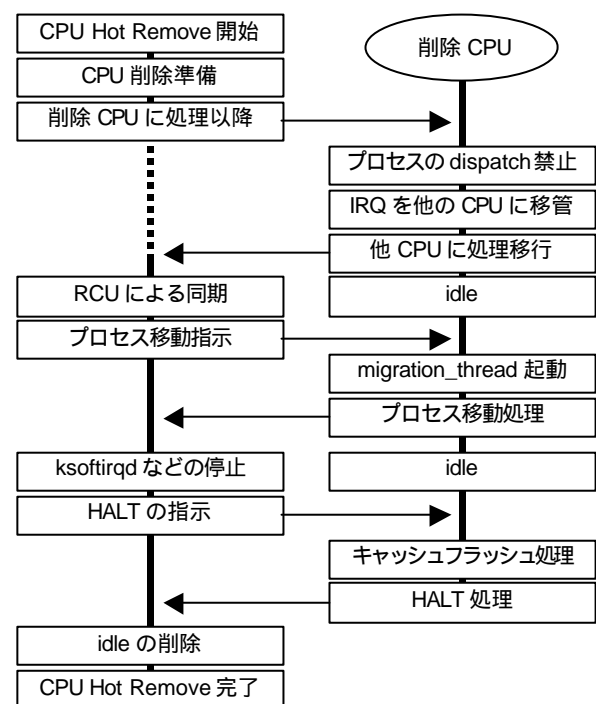 CPU Hot Remove 開始
削除 CPU
CPU 削除準備
削除 CPU に処理以降
プロセスの dispatch 禁止
IRQ を他の CPU に移管
他 CPU に処理移行
RCU による同期
idle
プロセス移動指示
migration_thread 起動
プロセス移動処理
ksoftirqd などの停止
idle
HALT の指示
キャッシュフラッシュ処理
HALT 処理
idle の削除
CPU Hot Remove 完了